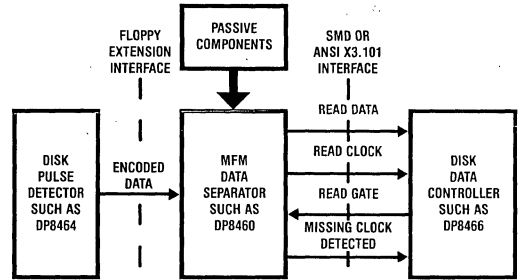 PASSIVE
COMPONENTS
FLOPPY
EXTENSION
INTERFACE
SMD OR
ANSI X3.101
INTERFACE
DISK
PULSE
DETECTOR
SUCH AS
DP8464
ENCODED
DATA
MFM
DATA
SEPARATOR
SUCH AS
DP8460
READ DATA
READ CLOCK
READ GATE
MISSING CLOCK
DETECTED
DISK
DATA
CONTROLLER
SUCH AS
DP8466